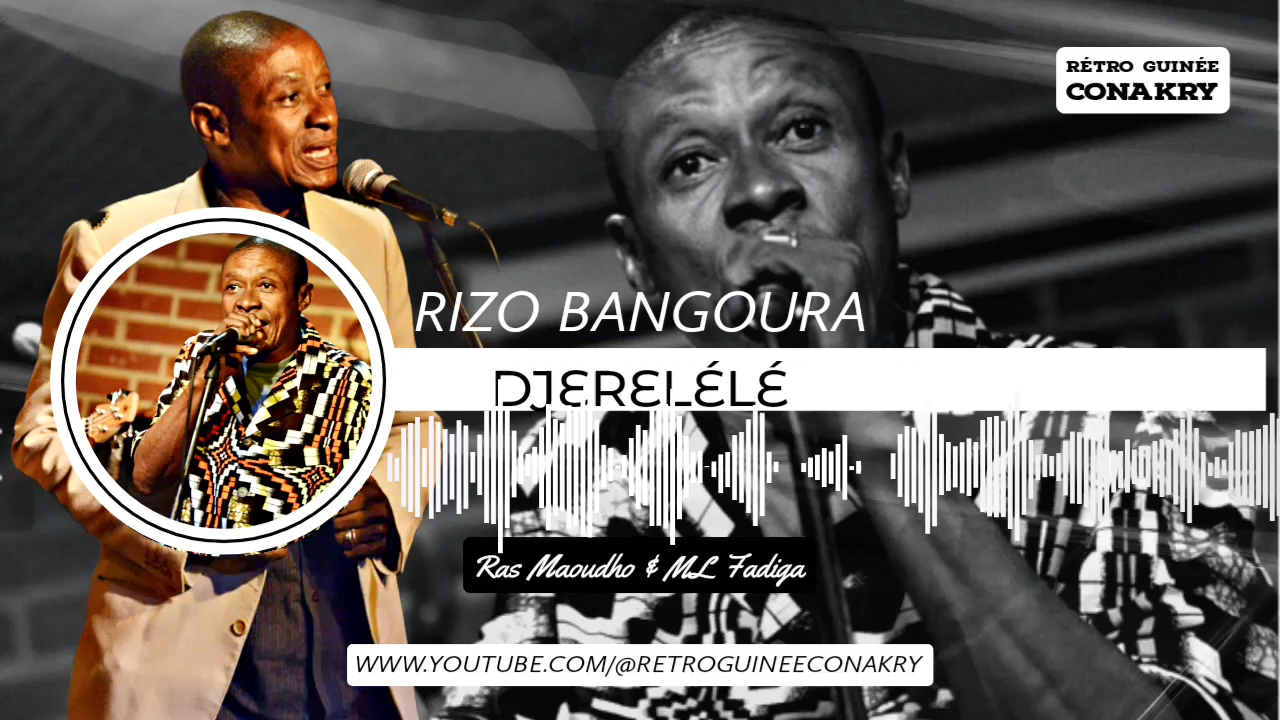 RÉTRO GUINÉE
CONAKRY
RIZO BANGOURA
DJERELÉLÉ
Ras Maoudho & ML Fadiga
WWW.YOUTUBE.COM/@RETROGUINEECONAKRY